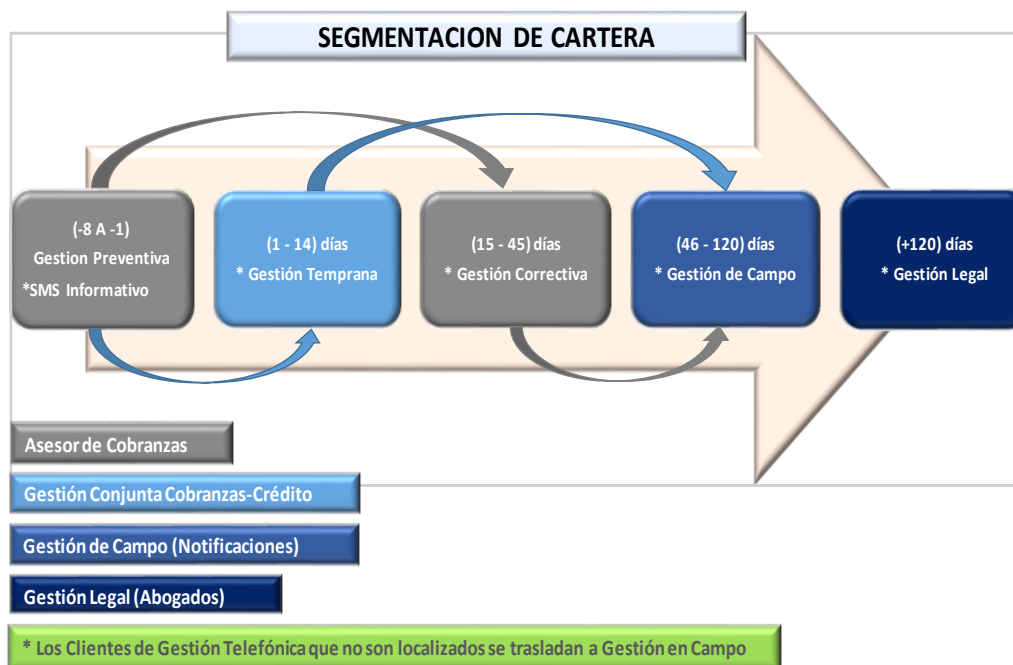 SEGMENTACION DE CARTERA
(-8 A -1)
Gestion Preventiva
*SMS Informativo
(1 - 14) días
* Gestión Temprana
(15 - 45) días
* Gestión Correctiva
(46 - 120) días
* Gestión de Campo
(+120) días
* Gestión Legal
Asesor de Cobranzas
Gestión Conjunta Cobranzas-Crédito
Gestión de Campo (Notificaciones)
Gestión Legal (Abogados)
* Los Clientes de Gestión Telefónica que no son localizados se trasladan a Gestión en Campo